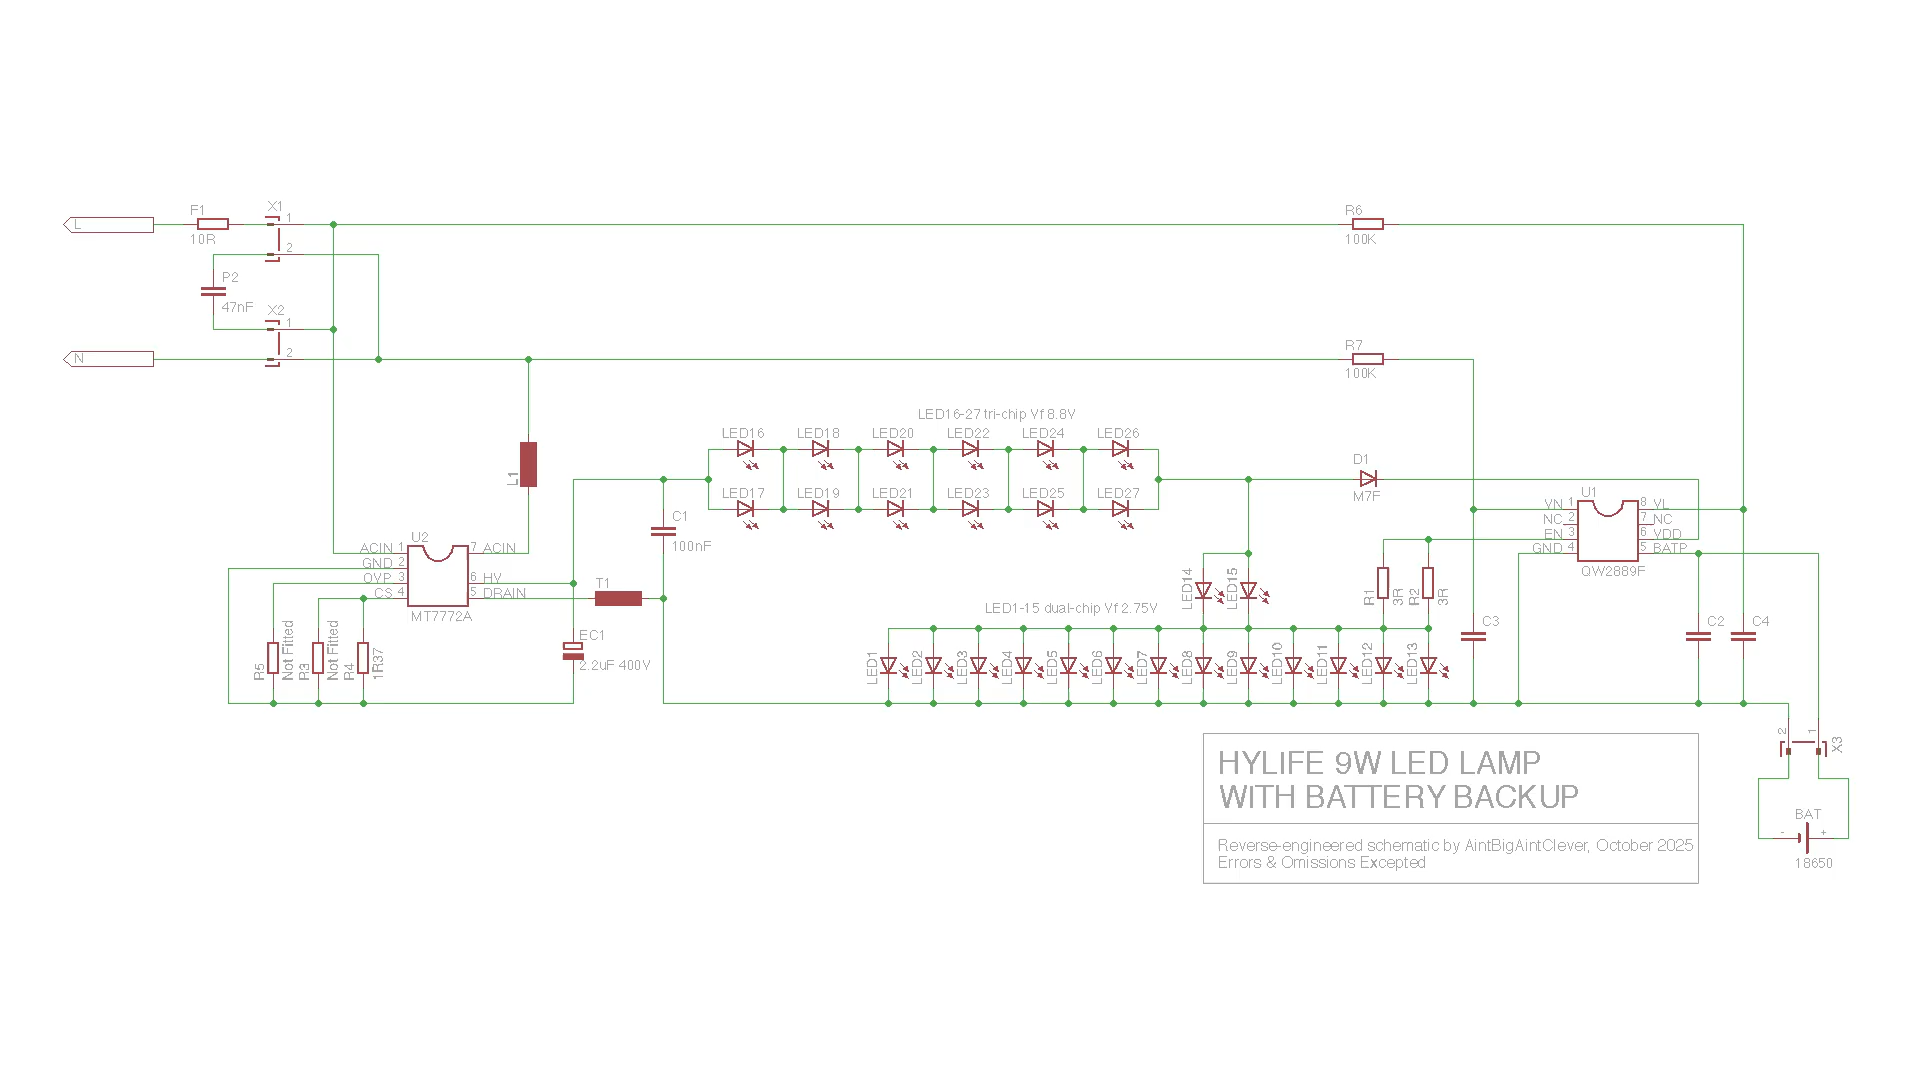 L
F1
10R
X1
1
2
P2
47nF
X2
1
2
N
R6
100K
R7
100K
LED16-27 tri-chip Vf 8.8V
LED16
LED18
LED20
LED22
LED24
LED26
LED17
LED19
LED21
LED23
LED25
LED27
L1
C1
100nF
D1
M7F
U1
VN 1
NC 2
EN 3
GND 4
8 VL
7 NC
6 VDD
5 BATP
QW2889F
U2
ACIN 1
GND 2
OVP 3
CS 4
7 ACIN
6 HV
5 DRAIN
MT7772A
T1
EC1
2.2uF 400V
R5
Not Fitted
R3
Not Fitted
R4
1R37
LED14
LED15
LED1-15 dual-chip Vf 2.75V
R1
3R
R2
3R
LED1
LED2
LED3
LED4
LED5
LED6
LED7
LED8
LED9
LED10
LED11
LED12
LED13
C3
C2
C4
2
1
X3
BAT
- +
18650
HYLiFE 9W LED LAMP
WiTH BATTERY BACKUP
Reverse-engineered schematic by AintBigAintClever, October 2025
Errors & Omissions Excepted